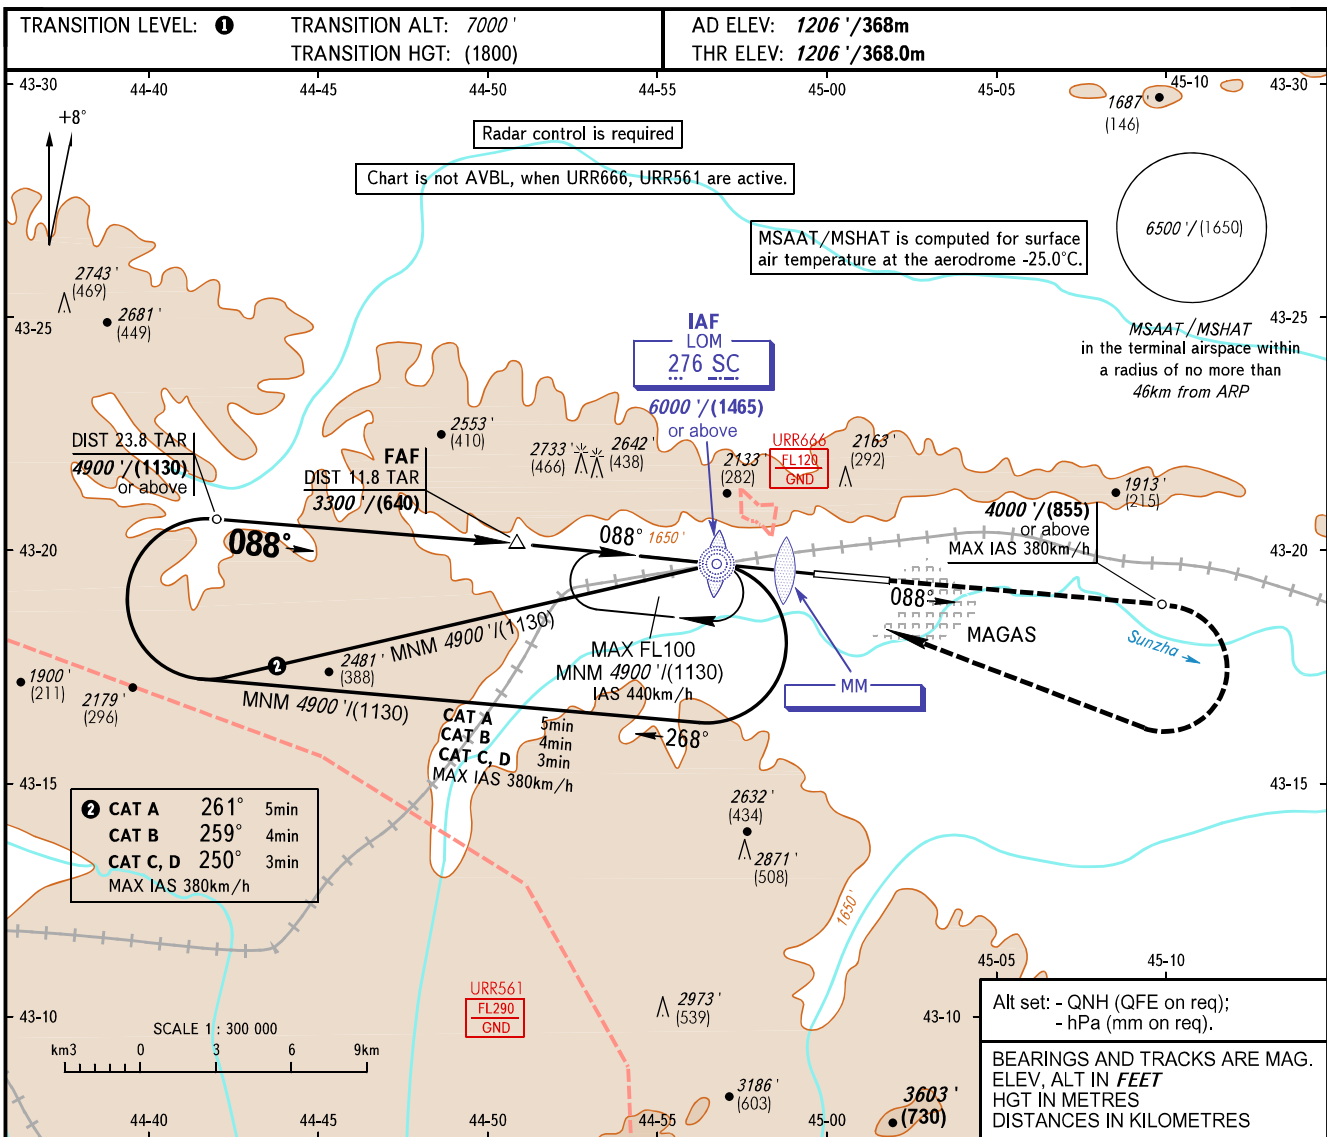 TRANSITION LEVEL: ❶
TRANSITION ALT: 7000 '
TRANSITION HGT: (1800)
AD ELEV: 1206 '/368m
THR ELEV: 1206 '/368.0m
43-30
44-40
44-45
44-50
44-55
45-00
45-05
45-10
43-30
+8°
1687 '
(146)
Radar control is required
Chart is not AVBL, when URR666, URR561 are active.
MSAAT/MSHAT is computed for surface
air temperature at the aerodrome -25.0°C.
6500 '/(1650)
MSAAT/MSHAT
in the terminal airspace within
a radius of no more than
46km from ARP
2743 '
(469)
2681 '
(449)
43-25
43-25
IAF
LOM
276 SC
6000 '/(1465)
or above
DIST 23.8 TAR
4900 '/(1130)
or above
FAF
DIST 11.8 TAR
3300 '/(640)
2553 '
(410)
2733 '
(466)
2642 '
(438)
2133 '
(282)
URR666
FL120
GND
2163 '
(292)
1913 '
(215)
4000 '/(855)
or above
MAX IAS 380km/h
088°
088°
1650 '
43-20
43-20
088°
MAGAS
Sunzha
MNM 4900 '/(1130)
MAX FL100
MNM 4900 '/(1130)
IAS 440km/h
MM
❷
2481 '
(388)
MNM 4900 '/(1130)
1900 '
(211)
2179 '
(296)
CAT A 5min
CAT B 4min
CAT C, D 3min
MAX IAS 380km/h
268°
43-15
43-15
❷ CAT A 261° 5min
CAT B 259° 4min
CAT C, D 250° 3min
MAX IAS 380km/h
2632 '
(434)
2871 '
(508)
1650 '
45-05
45-10
URR561
FL290
GND
2973 '
(539)
43-10
43-10
SCALE 1 : 300 000
km3 0 3 6 9km
3186 '
(603)
3603 '
(730)
44-40
44-45
44-50
44-55
45-00
Alt set: - QNH (QFE on req);
- hPa (mm on req).
BEARINGS AND TRACKS ARE MAG.
ELEV, ALT IN FEET
HGT IN METRES
DISTANCES IN KILOMETRES